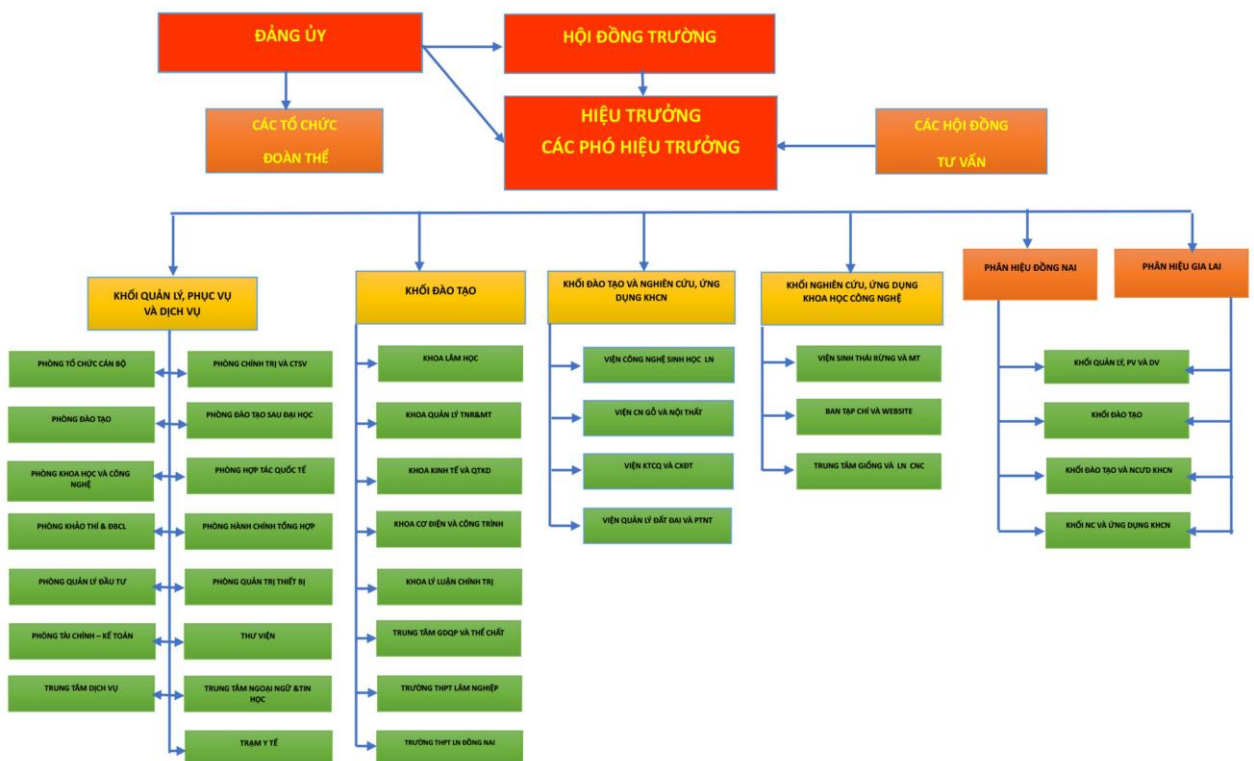 ĐẢNG ỦY
HỘI ĐỒNG TRƯỜNG
CÁC TỔ CHỨC
ĐOÀN THỂ
HIỆU TRƯỞNG
CÁC PHÓ HIỆU TRƯỞNG
CÁC HỘI ĐỒNG
TƯ VẤN
KHỐI QUẢN LÝ, PHỤC VỤ
VÀ DỊCH VỤ
KHỐI ĐÀO TẠO
KHỐI ĐÀO TẠO VÀ NGHIÊN CỨU, ỨNG
DỤNG KHCN
KHỐI NGHIÊN CỨU, ỨNG DỤNG
KHOA HỌC CÔNG NGHỆ
PHÂN HIỆU ĐỒNG NAI
PHÂN HIỆU GIA LAI
PHÒNG TỔ CHỨC CÁN BỘ
PHÒNG CHÍNH TRỊ VÀ CTSV
PHÒNG ĐÀO TẠO
PHÒNG ĐÀO TẠO SAU ĐẠI HỌC
PHÒNG KHOA HỌC VÀ CÔNG
NGHỆ
PHÒNG HỢP TÁC QUỐC TẾ
PHÒNG KHẢO THÍ & ĐBCL
PHÒNG HÀNH CHÍNH TỔNG HỢP
PHÒNG QUẢN LÝ ĐẦU TƯ
PHÒNG QUẢN TRỊ THIẾT BỊ
PHÒNG TÀI CHÍNH – KẾ TOÁN
THƯ VIỆN
TRUNG TÂM DỊCH VỤ
TRUNG TÂM NGOẠI NGỮ &TIN
HỌC
TRẠM Y TẾ
KHOA LÂM HỌC
KHOA QUẢN LÝ TNR&MT
KHOA KINH TẾ VÀ QTKD
KHOA CƠ ĐIỆN VÀ CÔNG TRÌNH
KHOA LÝ LUẬN CHÍNH TRỊ
TRUNG TÂM GDQP VÀ THỂ CHẤT
TRƯỜNG THPT LÂM NGHIỆP
TRƯỜNG THPT LN ĐỒNG NAI
VIỆN CÔNG NGHỆ SINH HỌC LN
VIỆN CN GỖ VÀ NỘI THẤT
VIỆN KTCQ VÀ CXĐT
VIỆN QUẢN LÝ ĐẤT ĐAI VÀ PTNT
VIỆN SINH THÁI RỪNG VÀ MT
BAN TẠP CHÍ VÀ WEBSITE
TRUNG TÂM GIỐNG VÀ LN CNC
KHỐI QUẢN LÝ, PV VÀ DV
KHỐI ĐÀO TẠO
KHỐI ĐÀO TẠO VÀ NCƯD KHCN
KHỐI NC VÀ ỨNG DỤNG KHCN